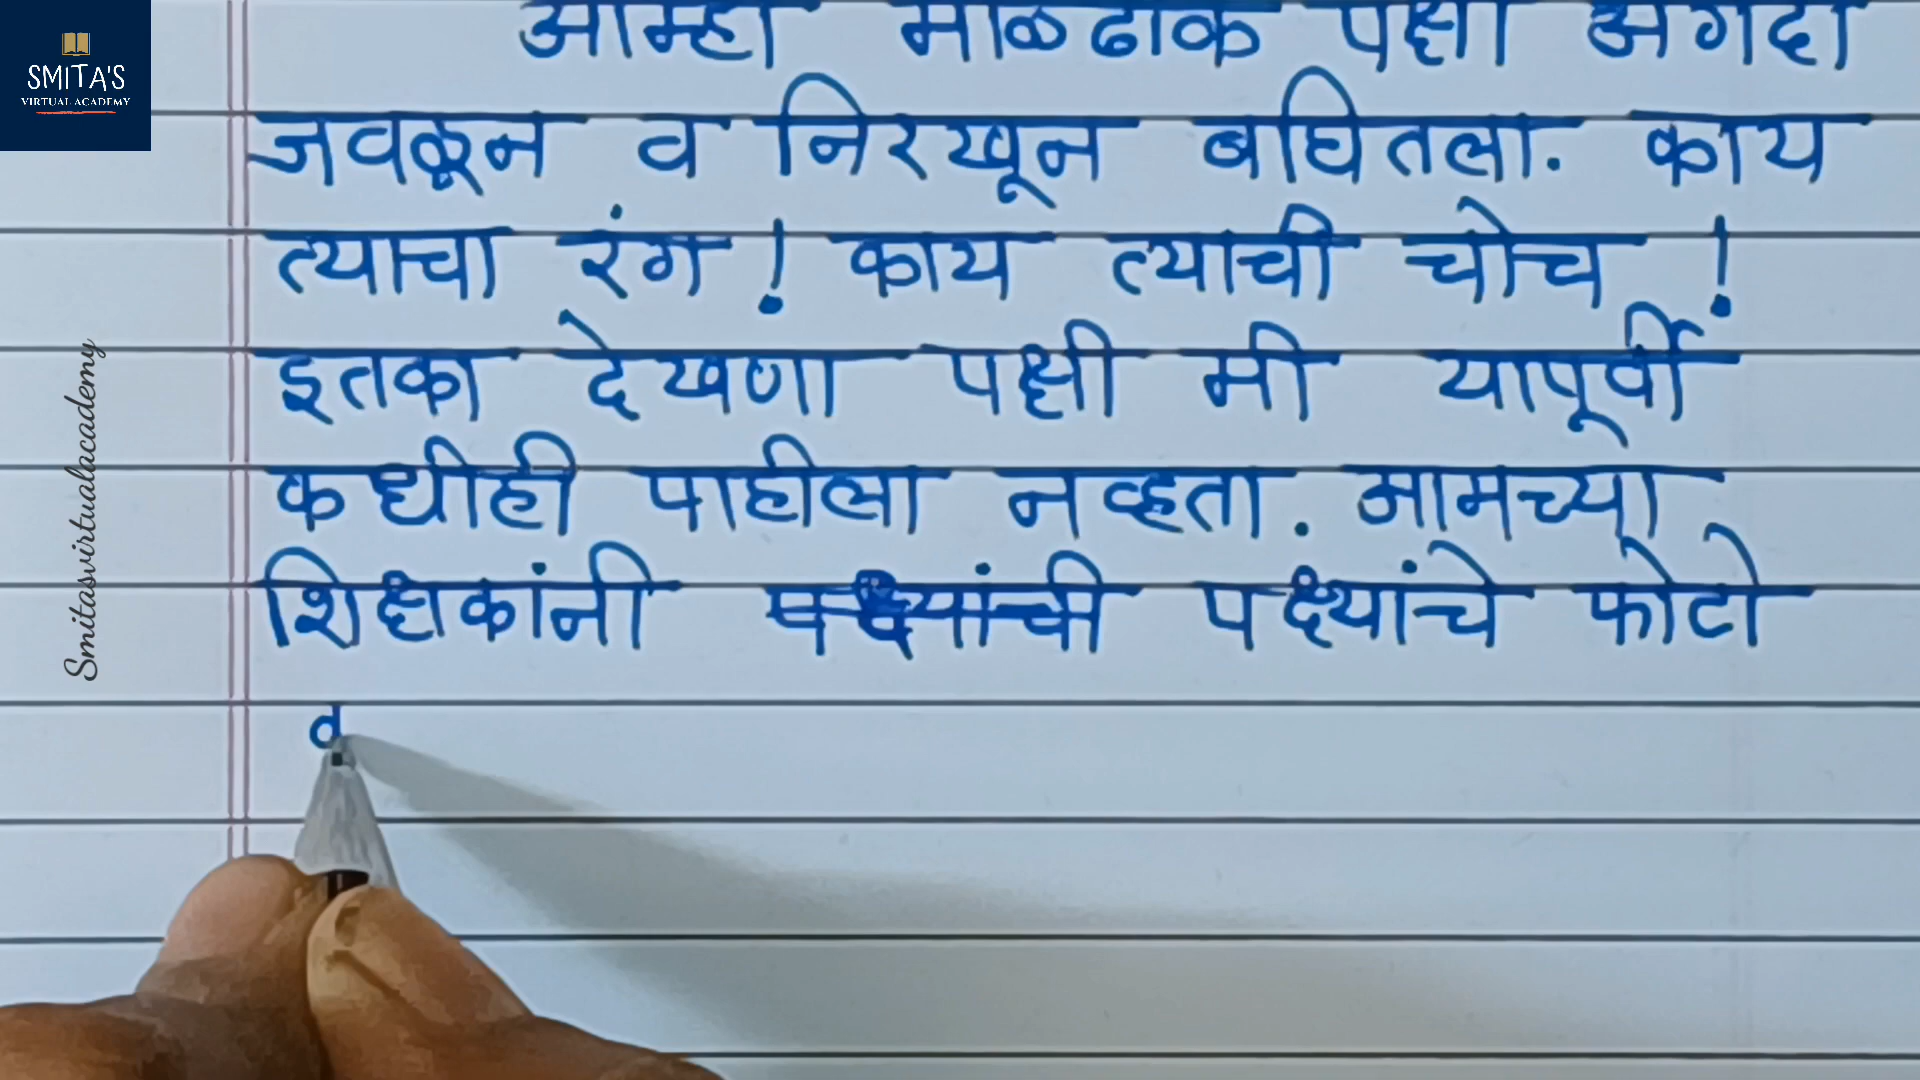 SMITA'S
VIRTUAL ACADEMY
आम्ही माळढोक पक्षी अगदी
जवळून व निरखून बघितला. काय
त्याचा रंग! काय त्याची चोच!
इतका देखणा पक्षी मी यापूर्वी
कधीही पाहीला नव्हता. आमच्या
शिक्षकांनी पक्ष्यांची पक्ष्यांचे फोटो
व
Smitasvirtualacademy